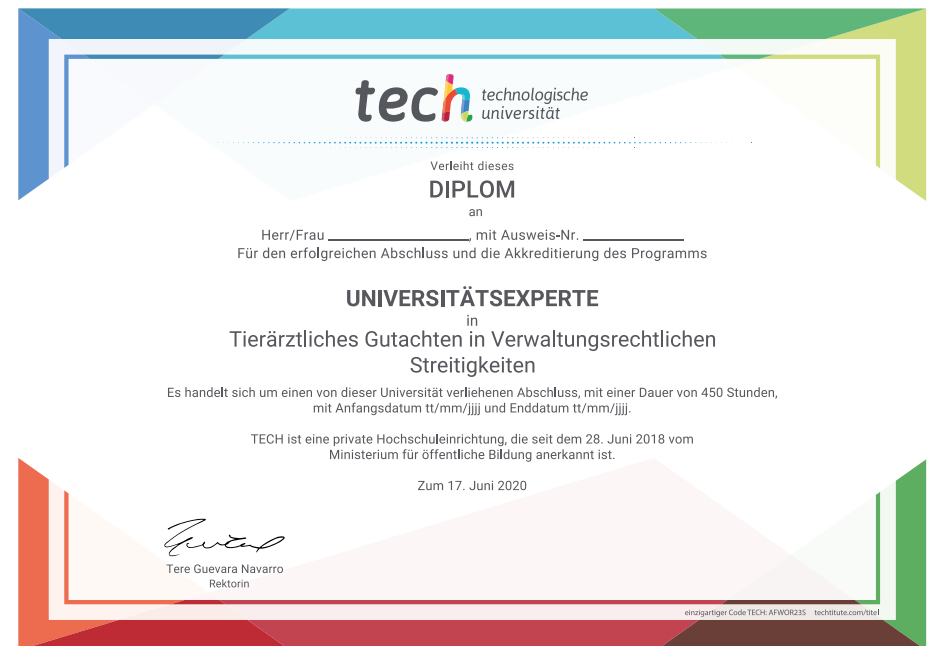 tech technologische
universität
Verleiht dieses
DIPLOM
an
Herr/Frau ____________________, mit Ausweis-Nr. ______________
Für den erfolgreichen Abschluss und die Akkreditierung des Programms
UNIVERSITÄTSEXPERTE
in
Tierärztliches Gutachten in Verwaltungsrechtlichen
Streitigkeiten
Es handelt sich um einen von dieser Universität verliehenen Abschluss, mit einer Dauer von 450 Stunden,
mit Anfangsdatum tt/mm/jjjj und Enddatum tt/mm/jjjj.
TECH ist eine private Hochschuleinrichtung, die seit dem 28. Juni 2018 vom
Ministerium für öffentliche Bildung anerkannt ist.
Zum 17. Juni 2020
Tere Guevara Navarro
Rektorin
einzigartiger Code TECH: AFWOR23S techtitute.com/titel